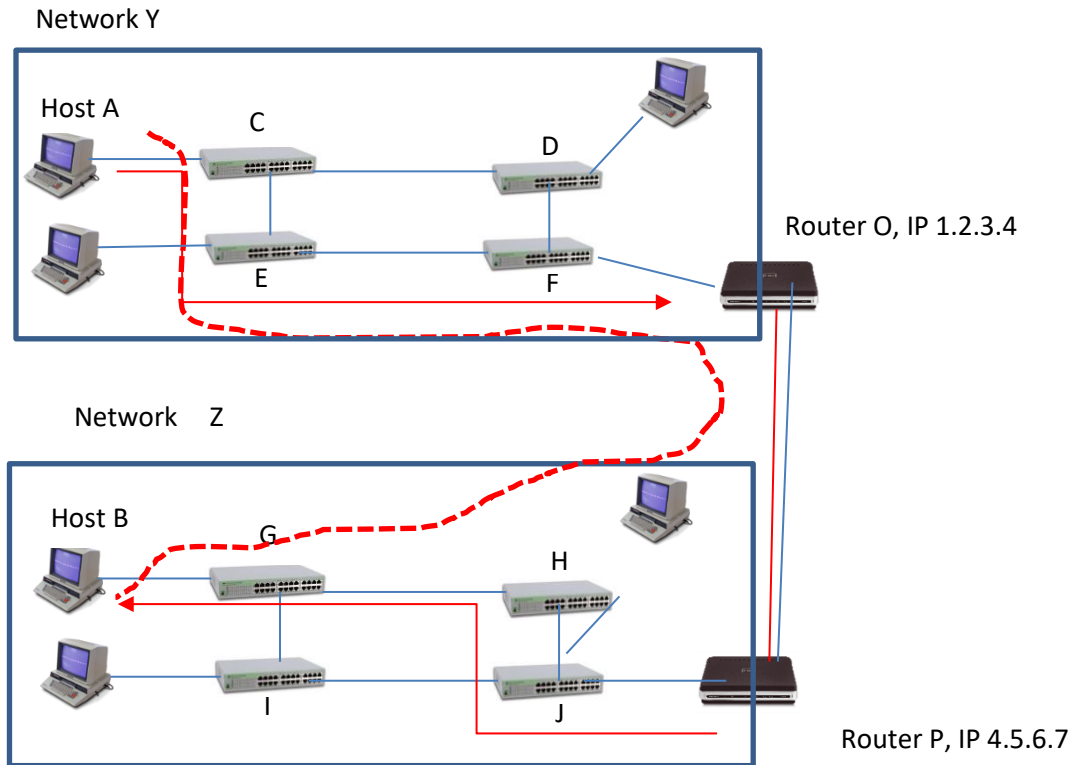 Network Y
Host A
C
D
Router O, IP 1.2.3.4
E
F
Network Z
Host B
G
H
I
J
Router P, IP 4.5.6.7